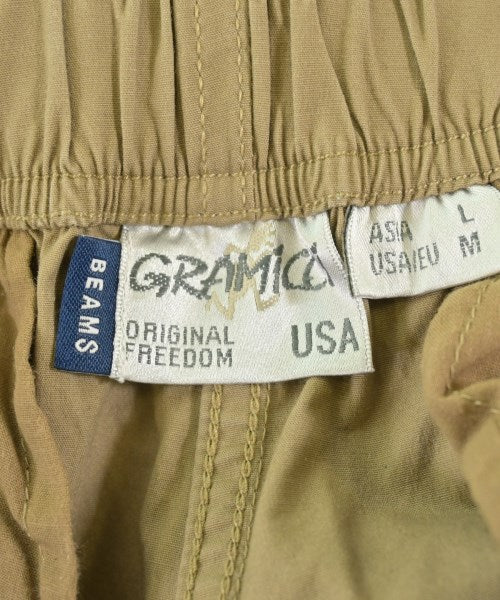 BEAMS
GRAMICCI
ORIGINAL
FREEDOM
USA
ASIA L
USA/EU M